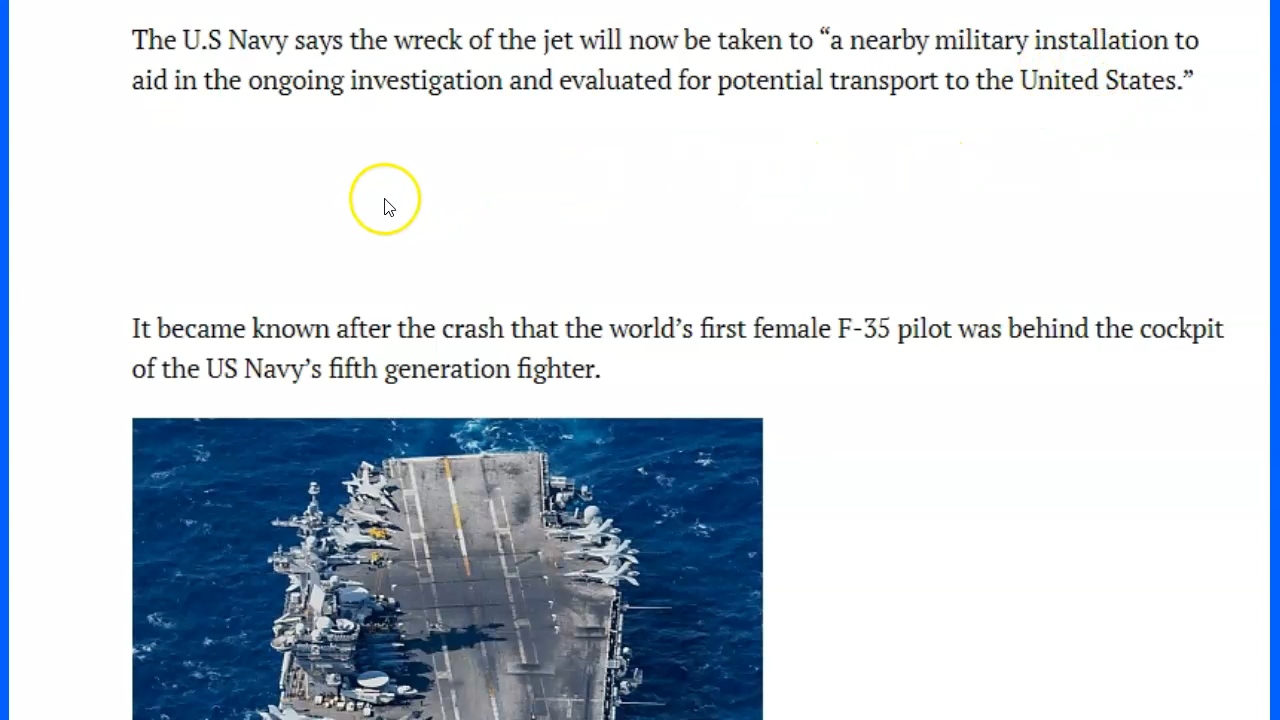 The U.S Navy says the wreck of the jet will now be taken to “a nearby military installation to
aid in the ongoing investigation and evaluated for potential transport to the United States.”
It became known after the crash that the world’s first female F-35 pilot was behind the cockpit
of the US Navy’s fifth generation fighter.